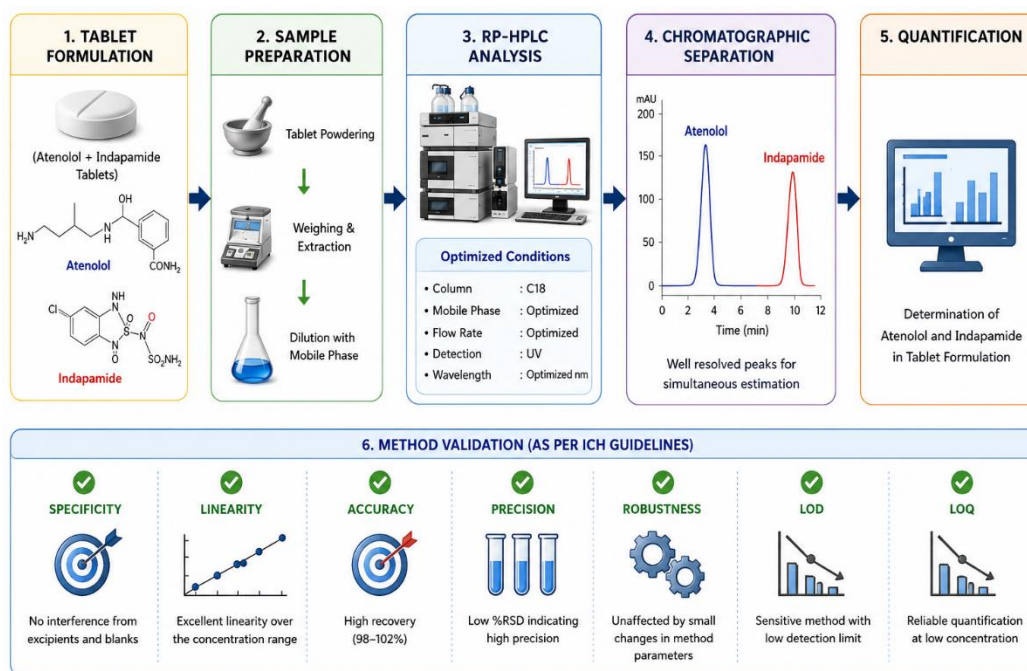 1. TABLET
FORMULATION
(Atenolol + Indapamide
Tablets)
OH
H₂N
N
H
CONH₂
Atenolol
NH
Cl
O
O
S
N
N
O
SO₂NH₂
Indapamide
2. SAMPLE
PREPARATION
Tablet Powdering
Weighing &
Extraction
Dilution with
Mobile Phase
3. RP-HPLC
ANALYSIS
Optimized Conditions
• Column : C18
• Mobile Phase : Optimized
• Flow Rate : Optimized
• Detection : UV
• Wavelength : Optimized nm
4. CHROMATOGRAPHIC
SEPARATION
mAU
200
150
100
50
0
Atenolol
Indapamide
0 2 4 6 8 10 12
Time (min)
Well resolved peaks for
simultaneous estimation
5. QUANTIFICATION
Determination of
Atenolol and Indapamide
in Tablet Formulation
6. METHOD VALIDATION (AS PER ICH GUIDELINES)
SPECIFICITY
No interference from
excipients and blanks
LINEARITY
Excellent linearity over
the concentration range
ACCURACY
High recovery
(98–102%)
PRECISION
Low %RSD indicating
high precision
ROBUSTNESS
Unaffected by small
changes in method
parameters
LOD
Sensitive method with
low detection limit
LOQ
Reliable quantification
at low concentration